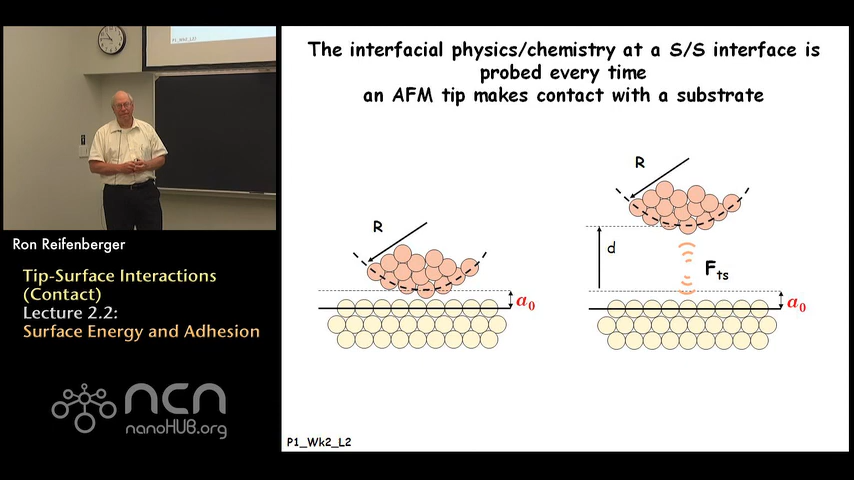 P1_Wk2_L2
Ron Reifenberger
Tip-Surface Interactions
(Contact)
Lecture 2.2:
Surface Energy and Adhesion
ncn
nanoHUB.org
The interfacial physics/chemistry at a S/S interface is
probed every time
an AFM tip makes contact with a substrate
R
a₀
R
d
Fts
a₀
P1_Wk2_L2